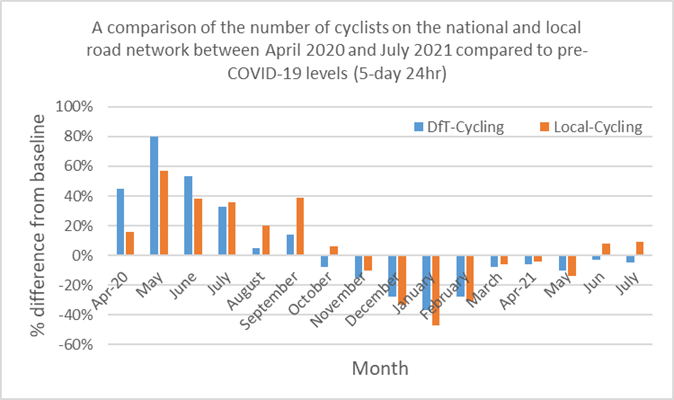 A comparison of the number of cyclists on the national and local
road network between April 2020 and July 2021 compared to pre-
COVID-19 levels (5-day 24hr)
100%
80%
60%
40%
20%
0%
-20%
-40%
-60%
% difference from baseline
DfT-Cycling
Local-Cycling
Apr-20
May
June
July
August
September
October
November
December
January
February
March
Apr-21
May
Jun
July
Month